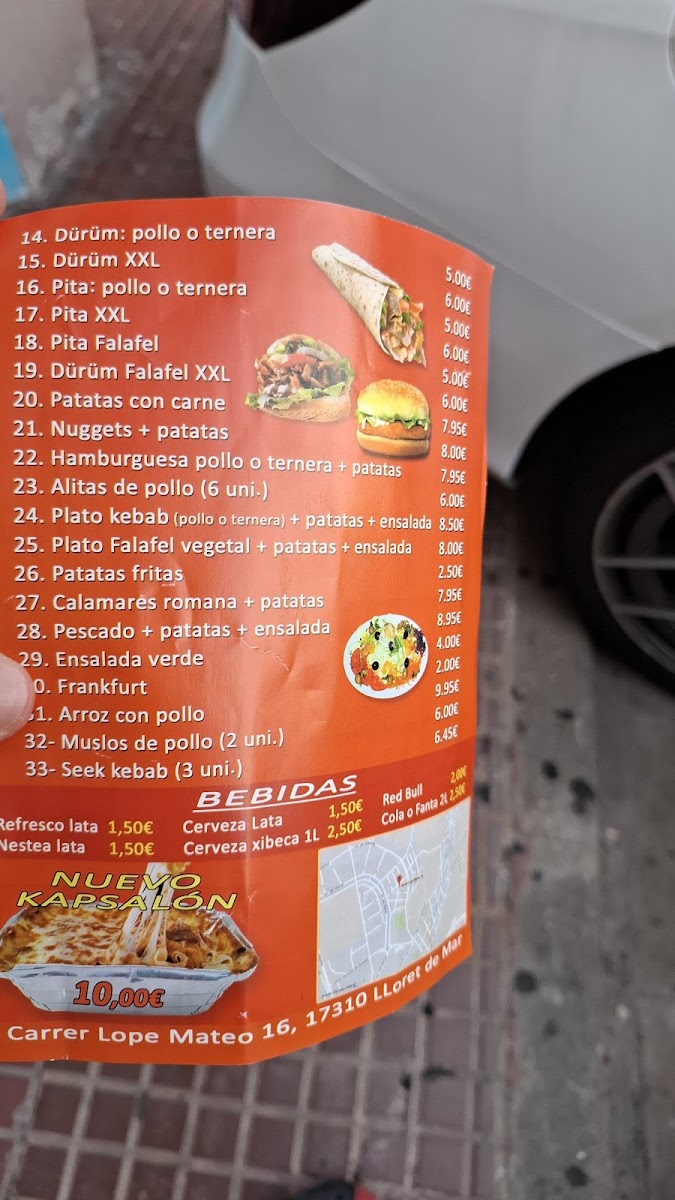 14. Dürüm: pollo o ternera 5.00€
15. Dürüm XXL 6.00€
16. Pita: pollo o ternera 5.00€
17. Pita XXL 6.00€
18. Pita Falafel 5.00€
19. Dürüm Falafel XXL 6.00€
20. Patatas con carne 7.95€
21. Nuggets + patatas 8.00€
22. Hamburguesa pollo o ternera + patatas 7.95€
23. Alitas de pollo (6 uni.) 6.00€
24. Plato kebab (pollo o ternera) + patatas + ensalada 8.50€
25. Plato Falafel vegetal + patatas + ensalada 8.00€
26. Patatas fritas 2.50€
27. Calamares romana + patatas 7.95€
28. Pescado + patatas + ensalada 8.95€
29. Ensalada verde 4.00€
0. Frankfurt 2.00€
31. Arroz con pollo 9.95€
32- Muslos de pollo (2 uni.) 6.00€
33- Seek kebab (3 uni.) 6.45€
BEBIDAS
Refresco lata 1,50€ Cerveza Lata 1,50€ Red Bull 2,00€
Nestea lata 1,50€ Cerveza xibeca 1L 2,50€ Cola o Fanta 2L 2,50€
NUEVO
KAPSALÓN
10,00€
Carrer Lope Mateo 16, 17310 LLoret de Mar